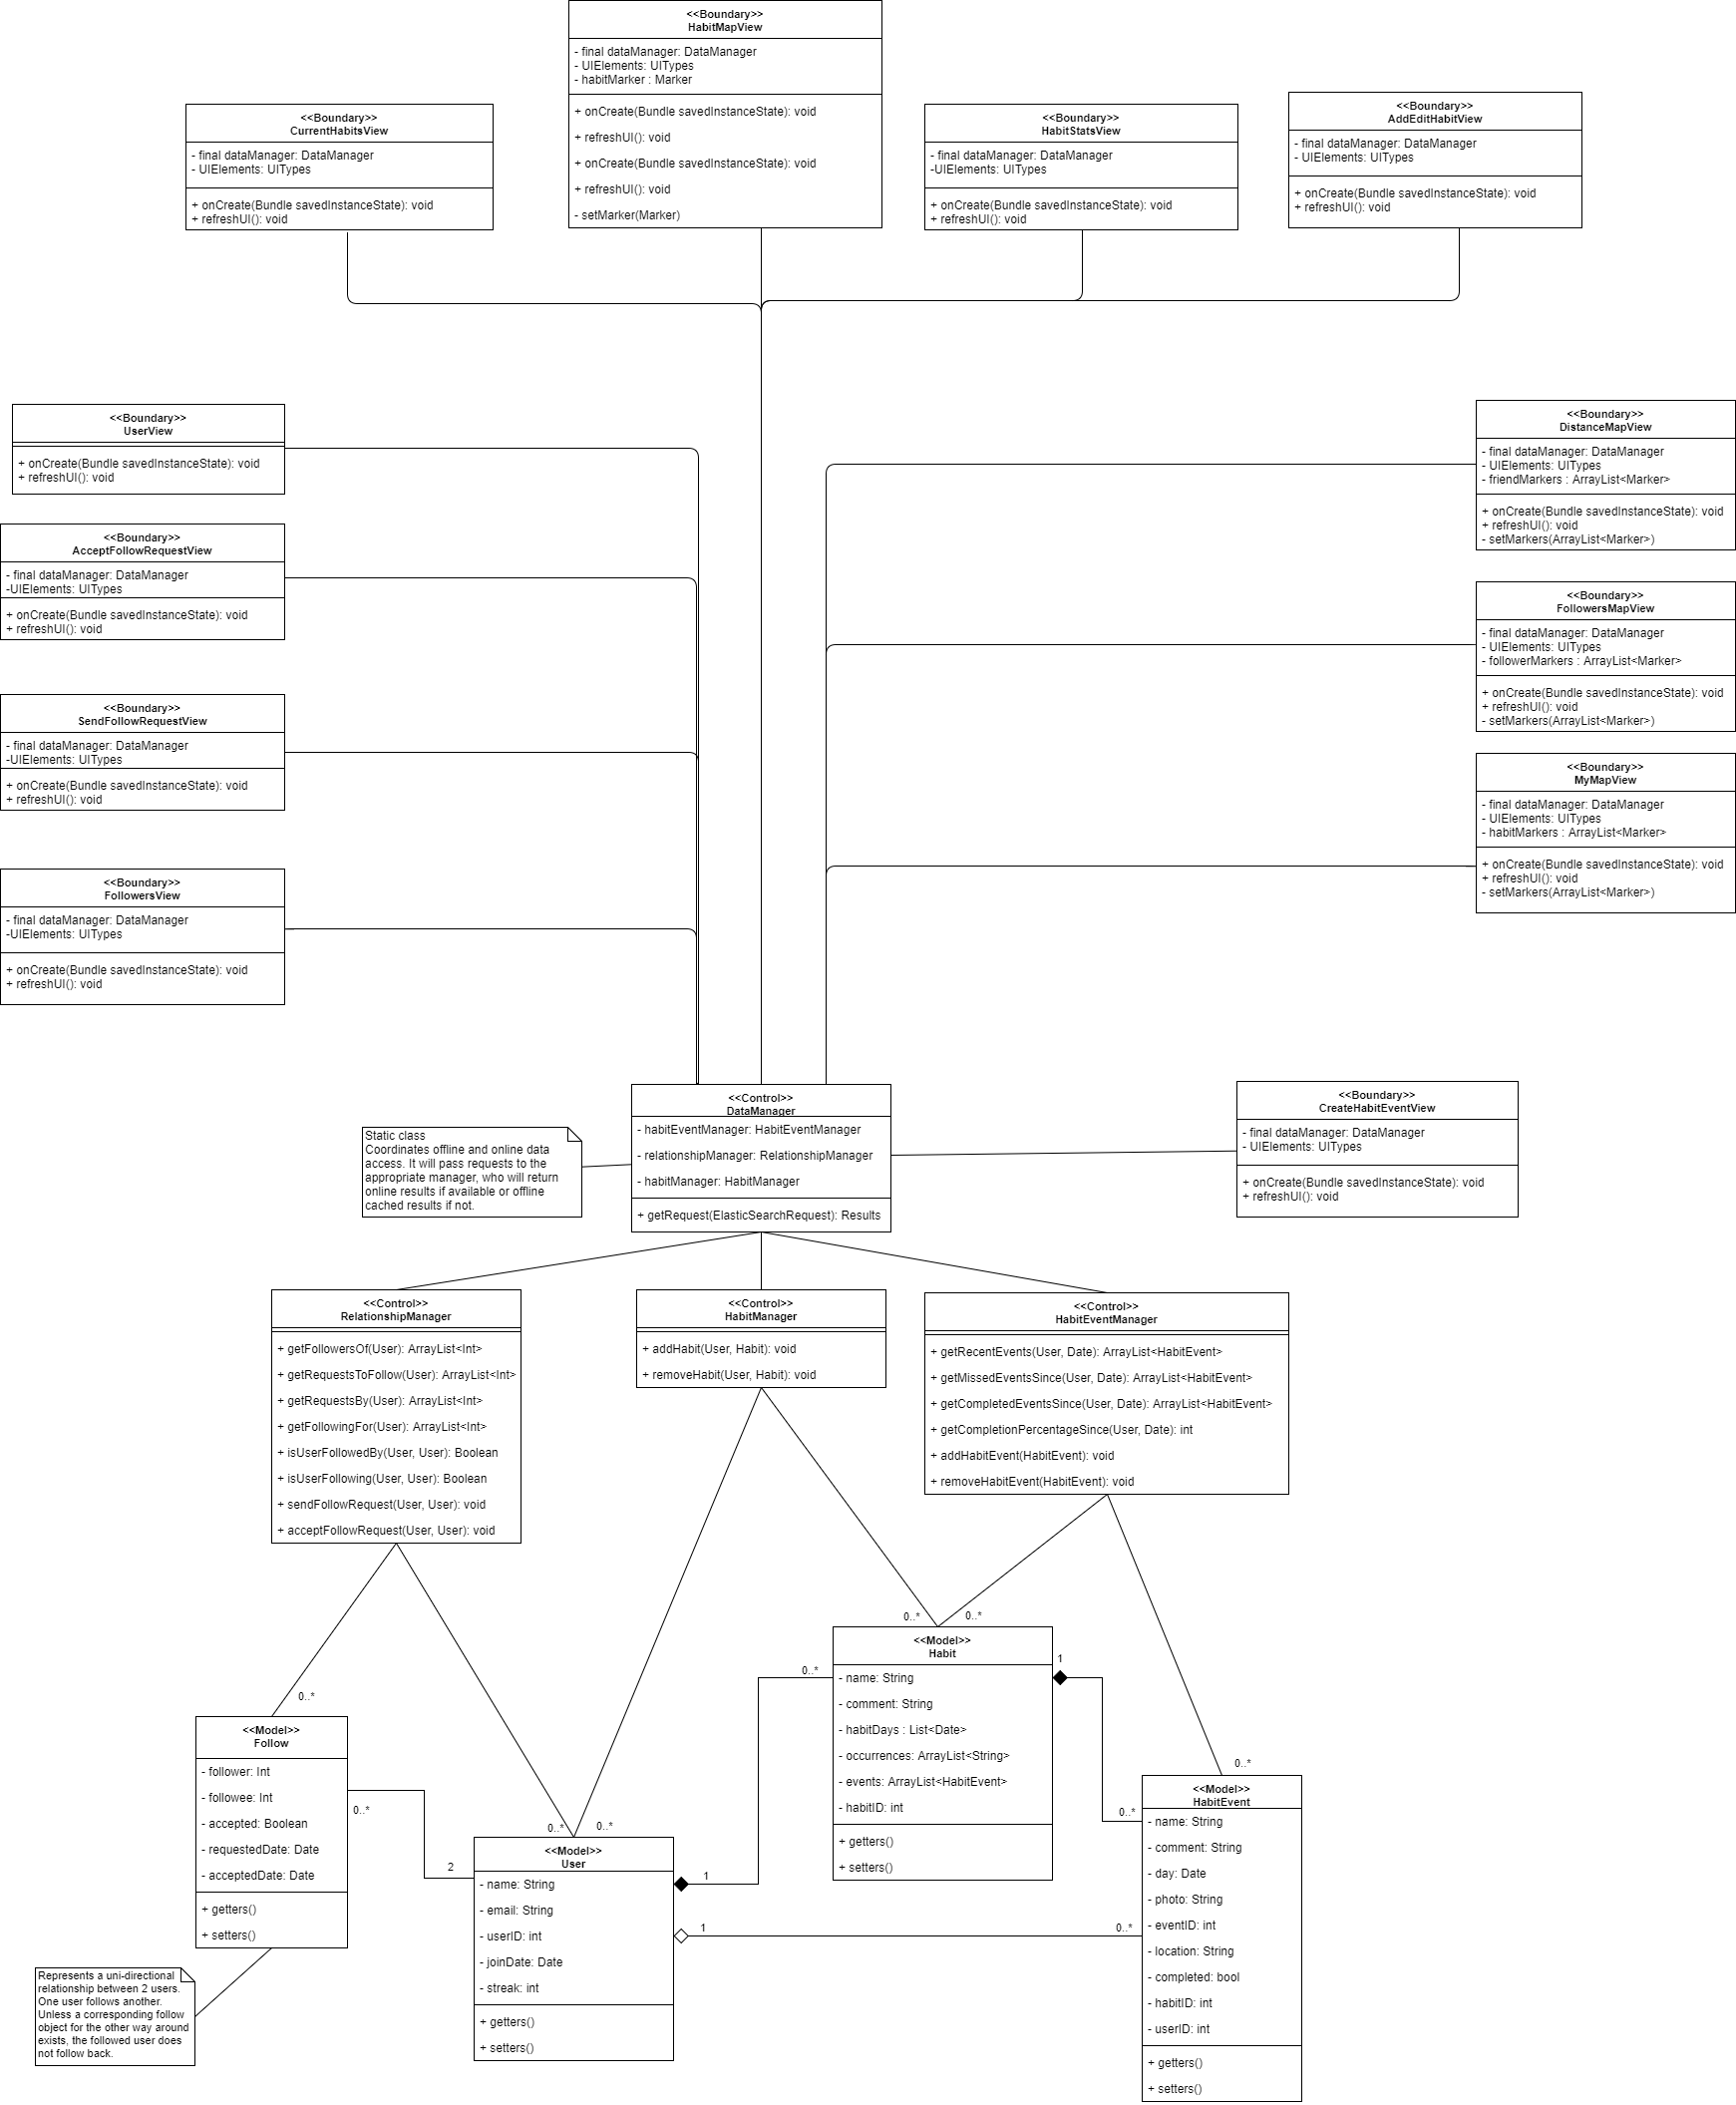 <<Boundary>>
HabitMapView
- final dataManager: DataManager
- UIElements: UITypes
- habitMarker : Marker
+ onCreate(Bundle savedInstanceState): void
+ refreshUI(): void
+ onCreate(Bundle savedInstanceState): void
+ refreshUI(): void
- setMarker(Marker)
<<Boundary>>
CurrentHabitsView
- final dataManager: DataManager
- UIElements: UITypes
+ onCreate(Bundle savedInstanceState): void
+ refreshUI(): void
<<Boundary>>
HabitStatsView
- final dataManager: DataManager
-UIElements: UITypes
+ onCreate(Bundle savedInstanceState): void
+ refreshUI(): void
<<Boundary>>
AddEditHabitView
- final dataManager: DataManager
- UIElements: UITypes
+ onCreate(Bundle savedInstanceState): void
+ refreshUI(): void
<<Boundary>>
UserView
+ onCreate(Bundle savedInstanceState): void
+ refreshUI(): void
<<Boundary>>
AcceptFollowRequestView
- final dataManager: DataManager
-UIElements: UITypes
+ onCreate(Bundle savedInstanceState): void
+ refreshUI(): void
<<Boundary>>
SendFollowRequestView
- final dataManager: DataManager
-UIElements: UITypes
+ onCreate(Bundle savedInstanceState): void
+ refreshUI(): void
<<Boundary>>
FollowersView
- final dataManager: DataManager
-UIElements: UITypes
+ onCreate(Bundle savedInstanceState): void
+ refreshUI(): void
<<Boundary>>
DistanceMapView
- final dataManager: DataManager
- UIElements: UITypes
- friendMarkers : ArrayList<Marker>
+ onCreate(Bundle savedInstanceState): void
+ refreshUI(): void
- setMarkers(ArrayList<Marker>)
<<Boundary>>
FollowersMapView
- final dataManager: DataManager
- UIElements: UITypes
- followerMarkers : ArrayList<Marker>
+ onCreate(Bundle savedInstanceState): void
+ refreshUI(): void
- setMarkers(ArrayList<Marker>)
<<Boundary>>
MyMapView
- final dataManager: DataManager
- UIElements: UITypes
- habitMarkers : ArrayList<Marker>
+ onCreate(Bundle savedInstanceState): void
+ refreshUI(): void
- setMarkers(ArrayList<Marker>)
Static class
Coordinates offline and online data
access. It will pass requests to the
appropriate manager, who will return
online results if available or offline
cached results if not.
<<Control>>
DataManager
- habitEventManager: HabitEventManager
- relationshipManager: RelationshipManager
- habitManager: HabitManager
+ getRequest(ElasticSearchRequest): Results
<<Boundary>>
CreateHabitEventView
- final dataManager: DataManager
- UIElements: UITypes
+ onCreate(Bundle savedInstanceState): void
+ refreshUI(): void
<<Control>>
RelationshipManager
+ getFollowersOf(User): ArrayList<Int>
+ getRequestsToFollow(User): ArrayList<Int>
+ getRequestsBy(User): ArrayList<Int>
+ getFollowingFor(User): ArrayList<Int>
+ isUserFollowedBy(User, User): Boolean
+ isUserFollowing(User, User): Boolean
+ sendFollowRequest(User, User): void
+ acceptFollowRequest(User, User): void
<<Control>>
HabitManager
+ addHabit(User, Habit): void
+ removeHabit(User, Habit): void
<<Control>>
HabitEventManager
+ getRecentEvents(User, Date): ArrayList<HabitEvent>
+ getMissedEventsSince(User, Date): ArrayList<HabitEvent>
+ getCompletedEventsSince(User, Date): ArrayList<HabitEvent>
+ getCompletionPercentageSince(User, Date): int
+ addHabitEvent(HabitEvent): void
+ removeHabitEvent(HabitEvent): void
0..*
0..*
<<Model>>
Habit
- name: String
- comment: String
- habitDays : List<Date>
- occurrences: ArrayList<String>
- events: ArrayList<HabitEvent>
- habitID: int
+ getters()
+ setters()
0..*
1
0..*
<<Model>>
Follow
- follower: Int
- followee: Int
- accepted: Boolean
- requestedDate: Date
- acceptedDate: Date
+ getters()
+ setters()
0..*
2
0..*
0..*
<<Model>>
User
- name: String
- email: String
- userID: int
- joinDate: Date
- streak: int
+ getters()
+ setters()
1
1
0..*
0..*
0..*
<<Model>>
HabitEvent
- name: String
- comment: String
- day: Date
- photo: String
- eventID: int
- location: String
- completed: bool
- habitID: int
- userID: int
+ getters()
+ setters()
Represents a uni-directional
relationship between 2 users.
One user follows another.
Unless a corresponding follow
object for the other way around
exists, the followed user does
not follow back.